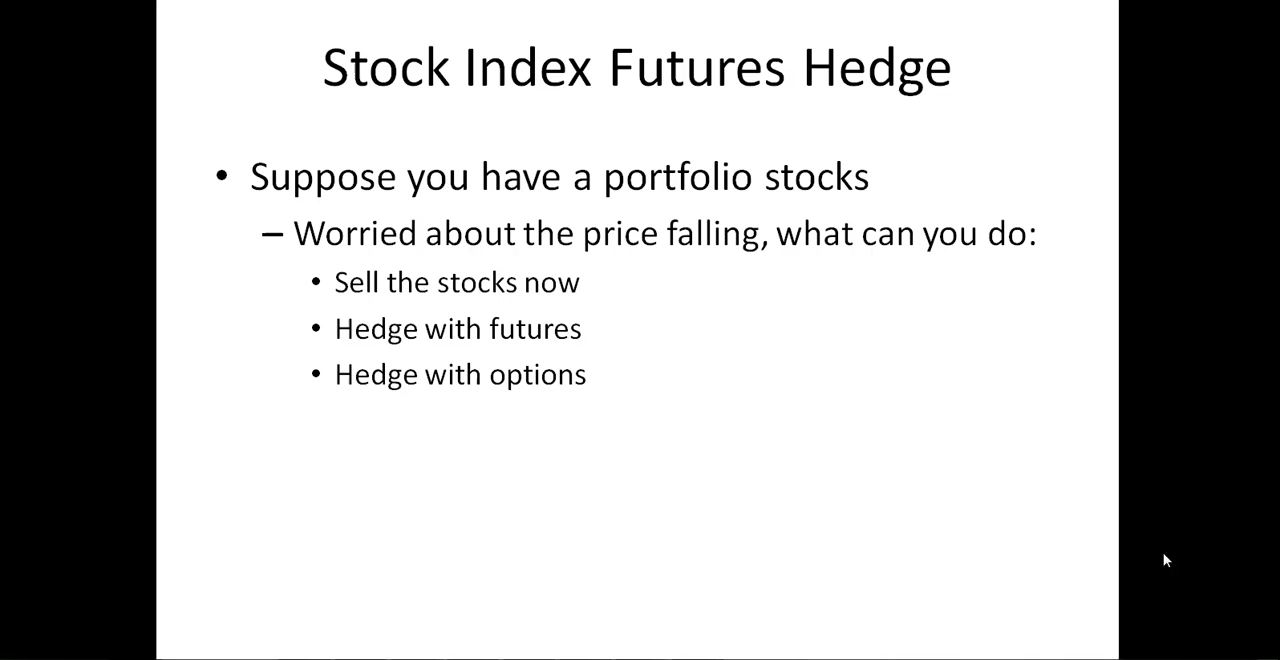 Stock Index Futures Hedge
• Suppose you have a portfolio stocks
– Worried about the price falling, what can you do:
• Sell the stocks now
• Hedge with futures
• Hedge with options